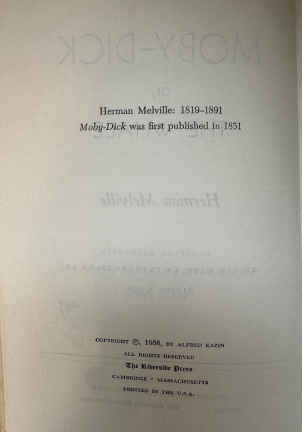 Herman Melville: 1819–1891
Moby-Dick was first published in 1851
COPYRIGHT ©, 1956, BY ALFRED KAZIN
ALL RIGHTS RESERVED
The Riverside Press
CAMBRIDGE • MASSACHUSETTS
PRINTED IN THE U.S.A.